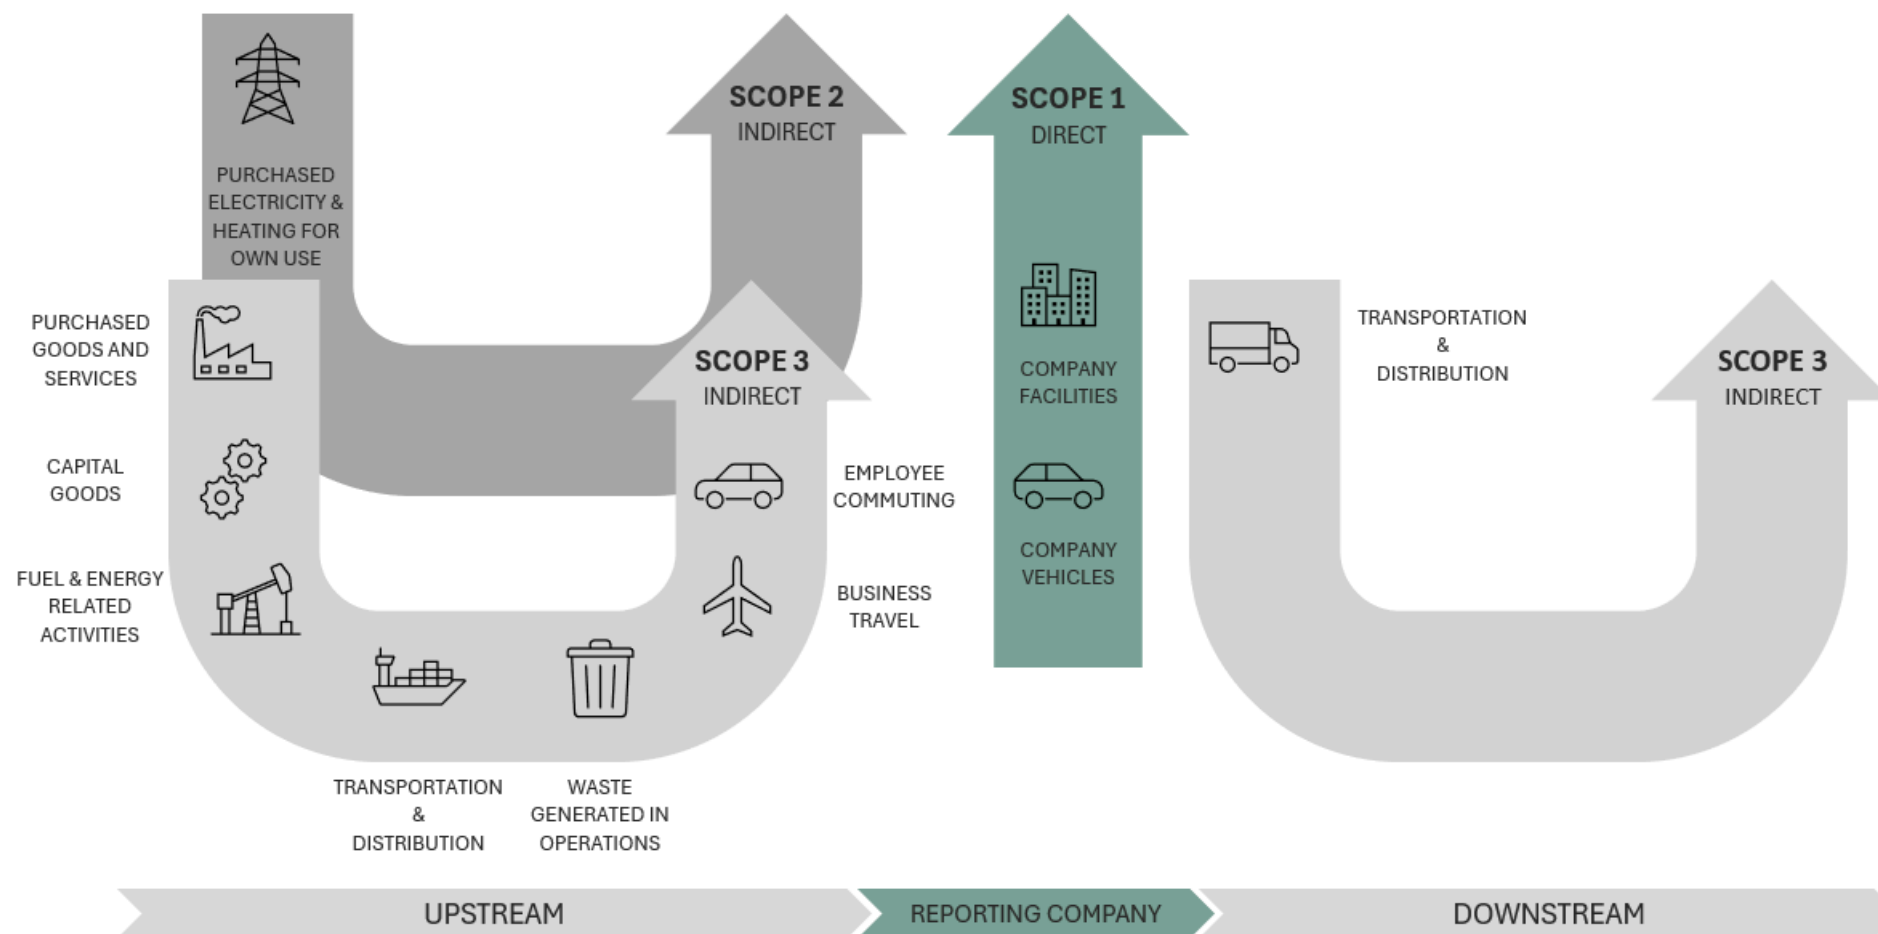 SCOPE 2
INDIRECT
SCOPE 1
DIRECT
PURCHASED
ELECTRICITY &
HEATING FOR
OWN USE
PURCHASED
GOODS AND
SERVICES
SCOPE 3
INDIRECT
COMPANY
FACILITIES
TRANSPORTATION
&
DISTRIBUTION
SCOPE 3
INDIRECT
CAPITAL
GOODS
EMPLOYEE
COMMUTING
COMPANY
VEHICLES
FUEL & ENERGY
RELATED
ACTIVITIES
BUSINESS
TRAVEL
TRANSPORTATION
&
DISTRIBUTION
WASTE
GENERATED IN
OPERATIONS
UPSTREAM
REPORTING COMPANY
DOWNSTREAM